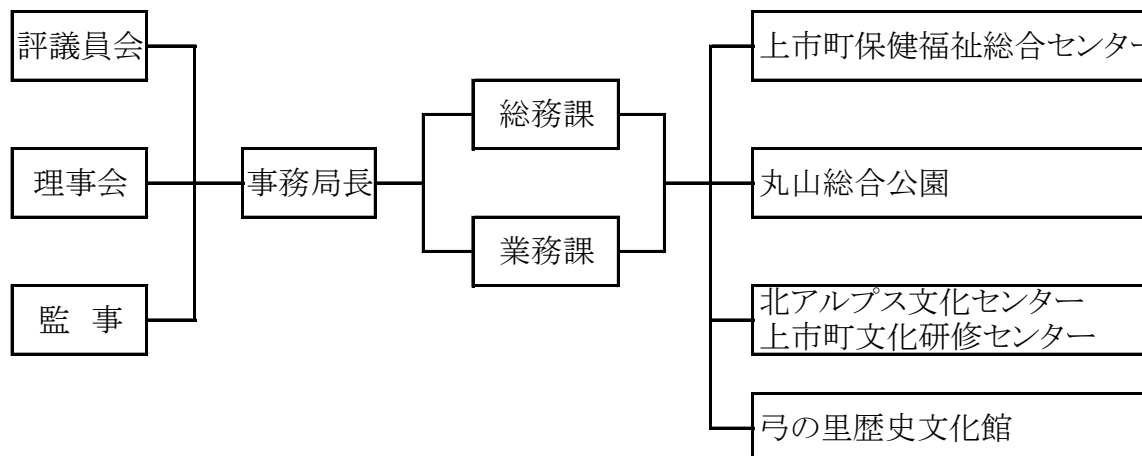 評議員会
理事会
監 事
事務局長
総務課
業務課
上市町保健福祉総合センター
丸山総合公園
北アルプス文化センター
上市町文化研修センター
弓の里歴史文化館